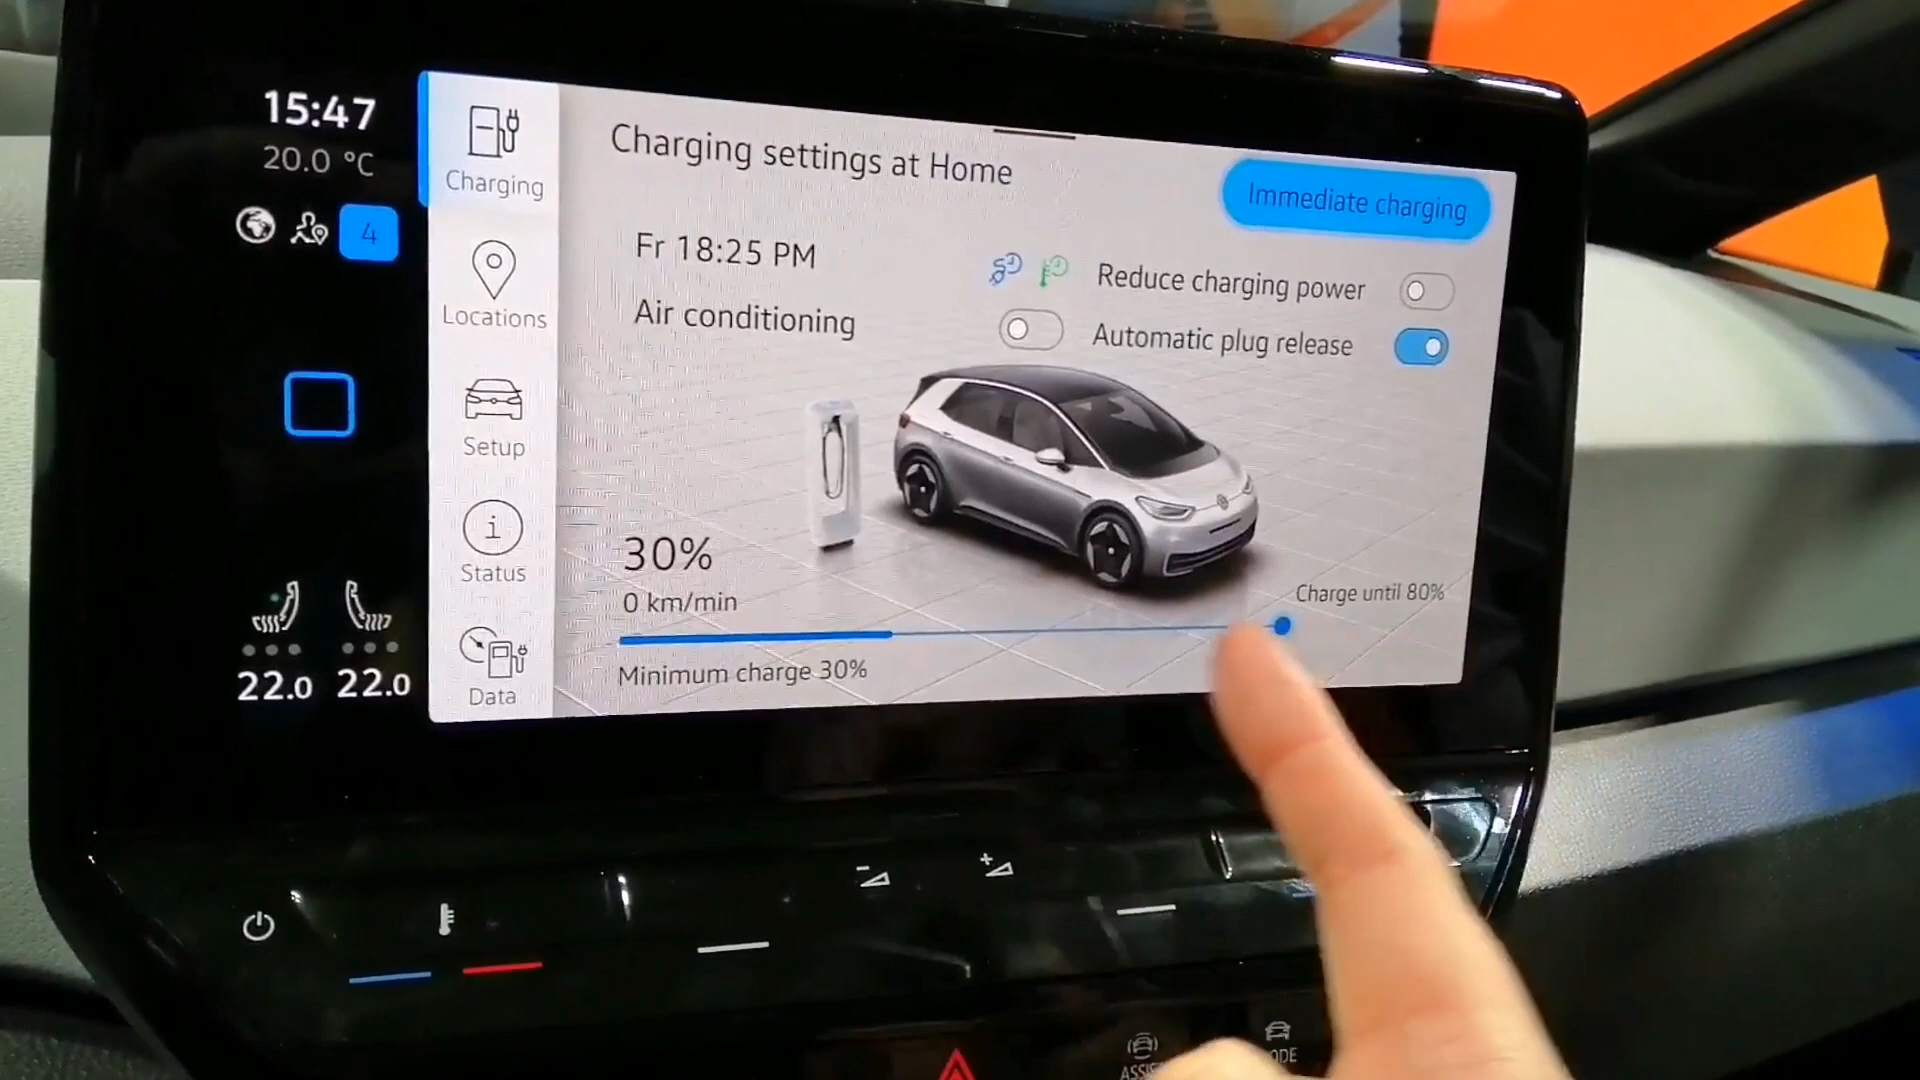 15:47
20.0 °C
4
22.0 22.0
Charging
Locations
Setup
Status
Data
Charging settings at Home
Immediate charging
Fr 18:25 PM
Reduce charging power
Air conditioning
Automatic plug release
30%
0 km/min
Charge until 80%
Minimum charge 30%